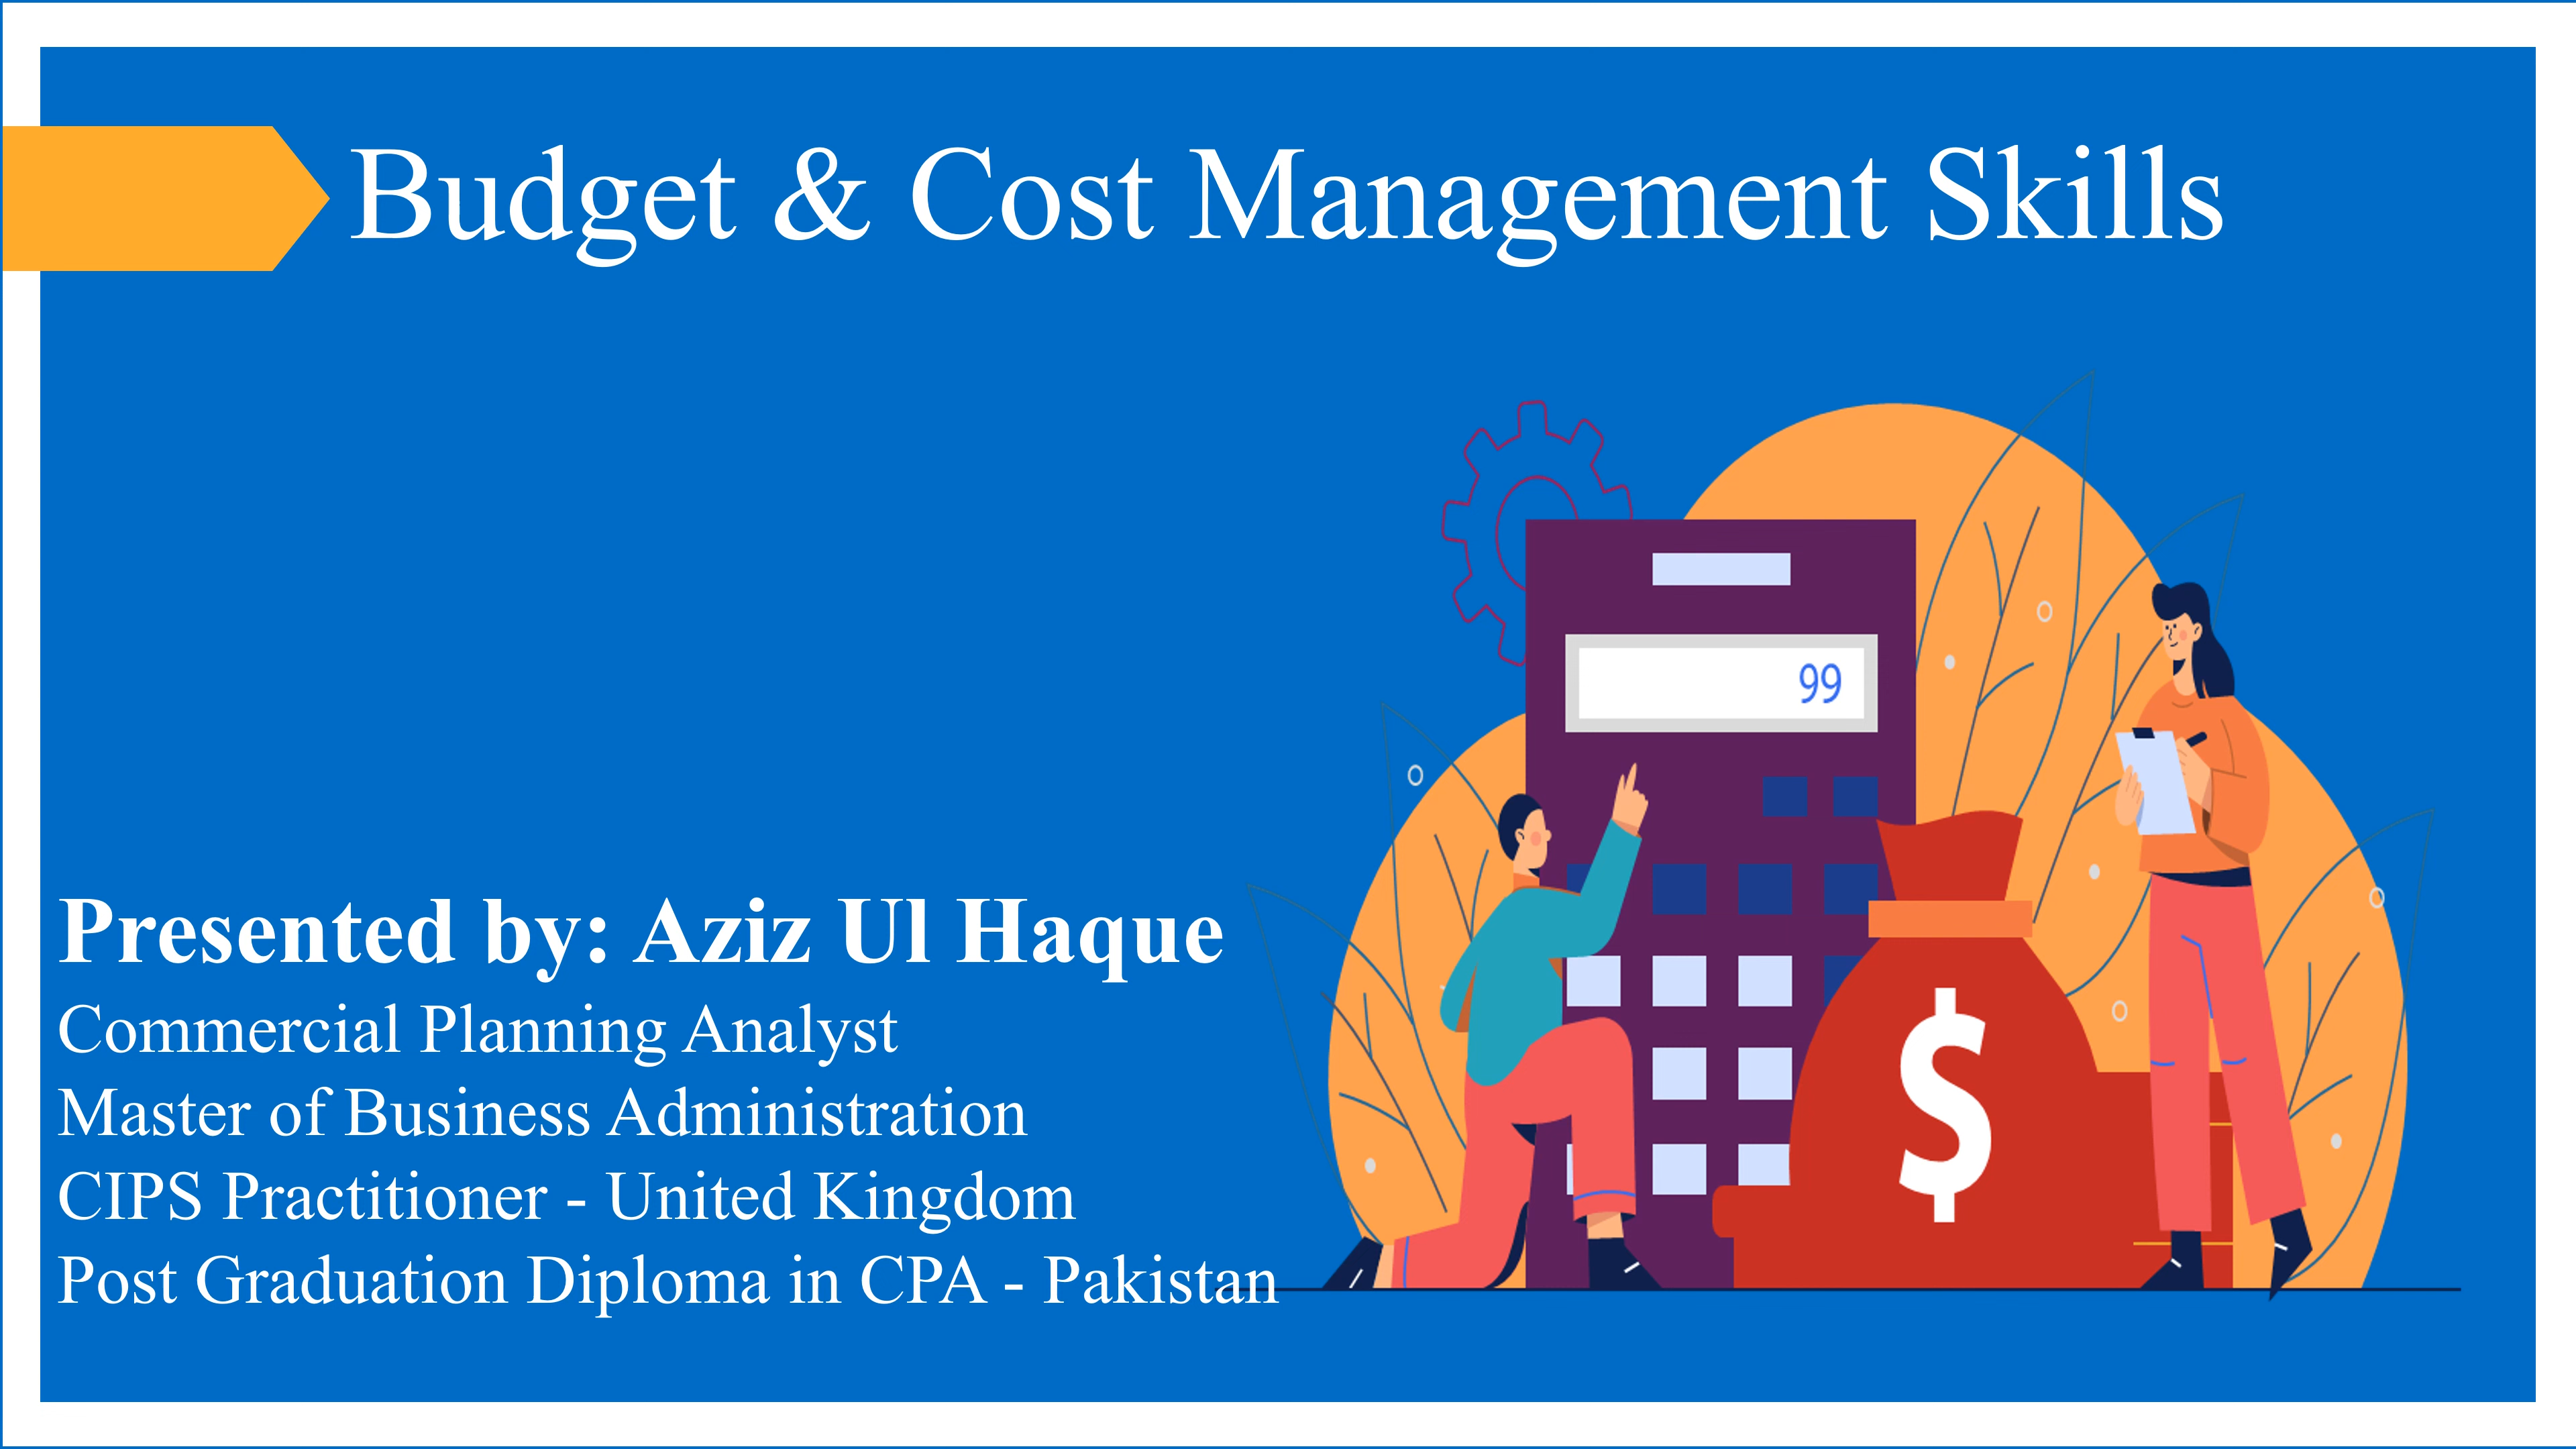 Budget & Cost Management Skills
99
Presented by: Aziz Ul Haque
Commercial Planning Analyst
Master of Business Administration
CIPS Practitioner - United Kingdom
Post Graduation Diploma in CPA - Pakistan
$